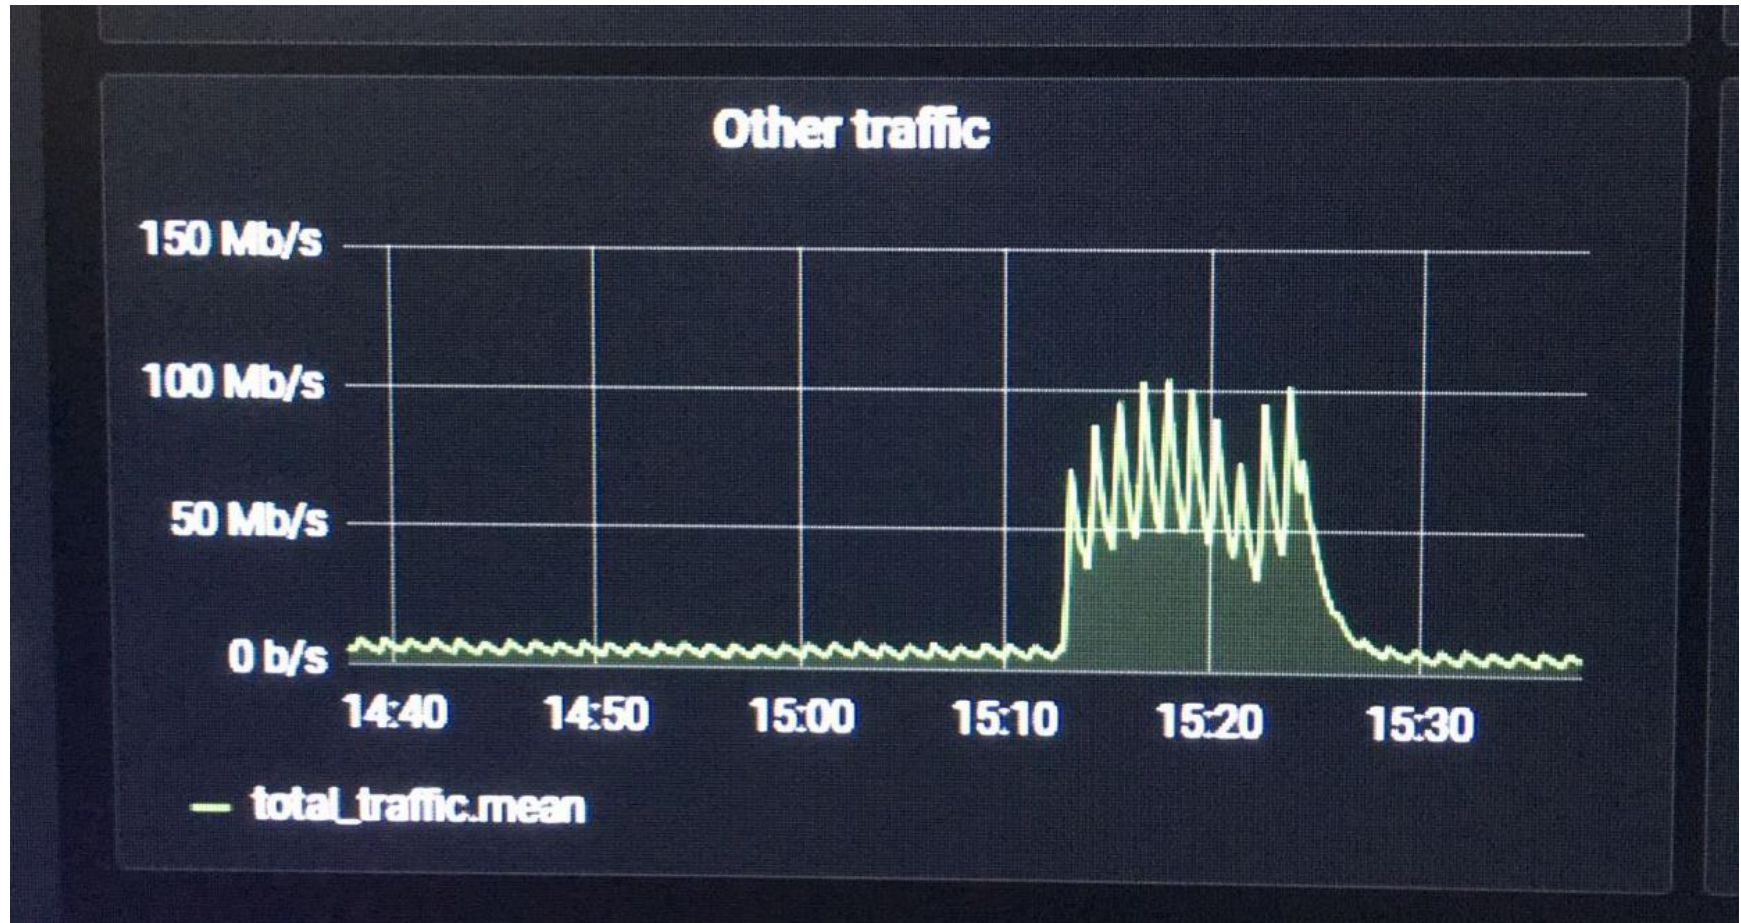 Other traffic
150 Mb/s
100 Mb/s
50 Mb/s
0 b/s
14:40 14:50 15:00 15:10 15:20 15:30
total_traffic.mean